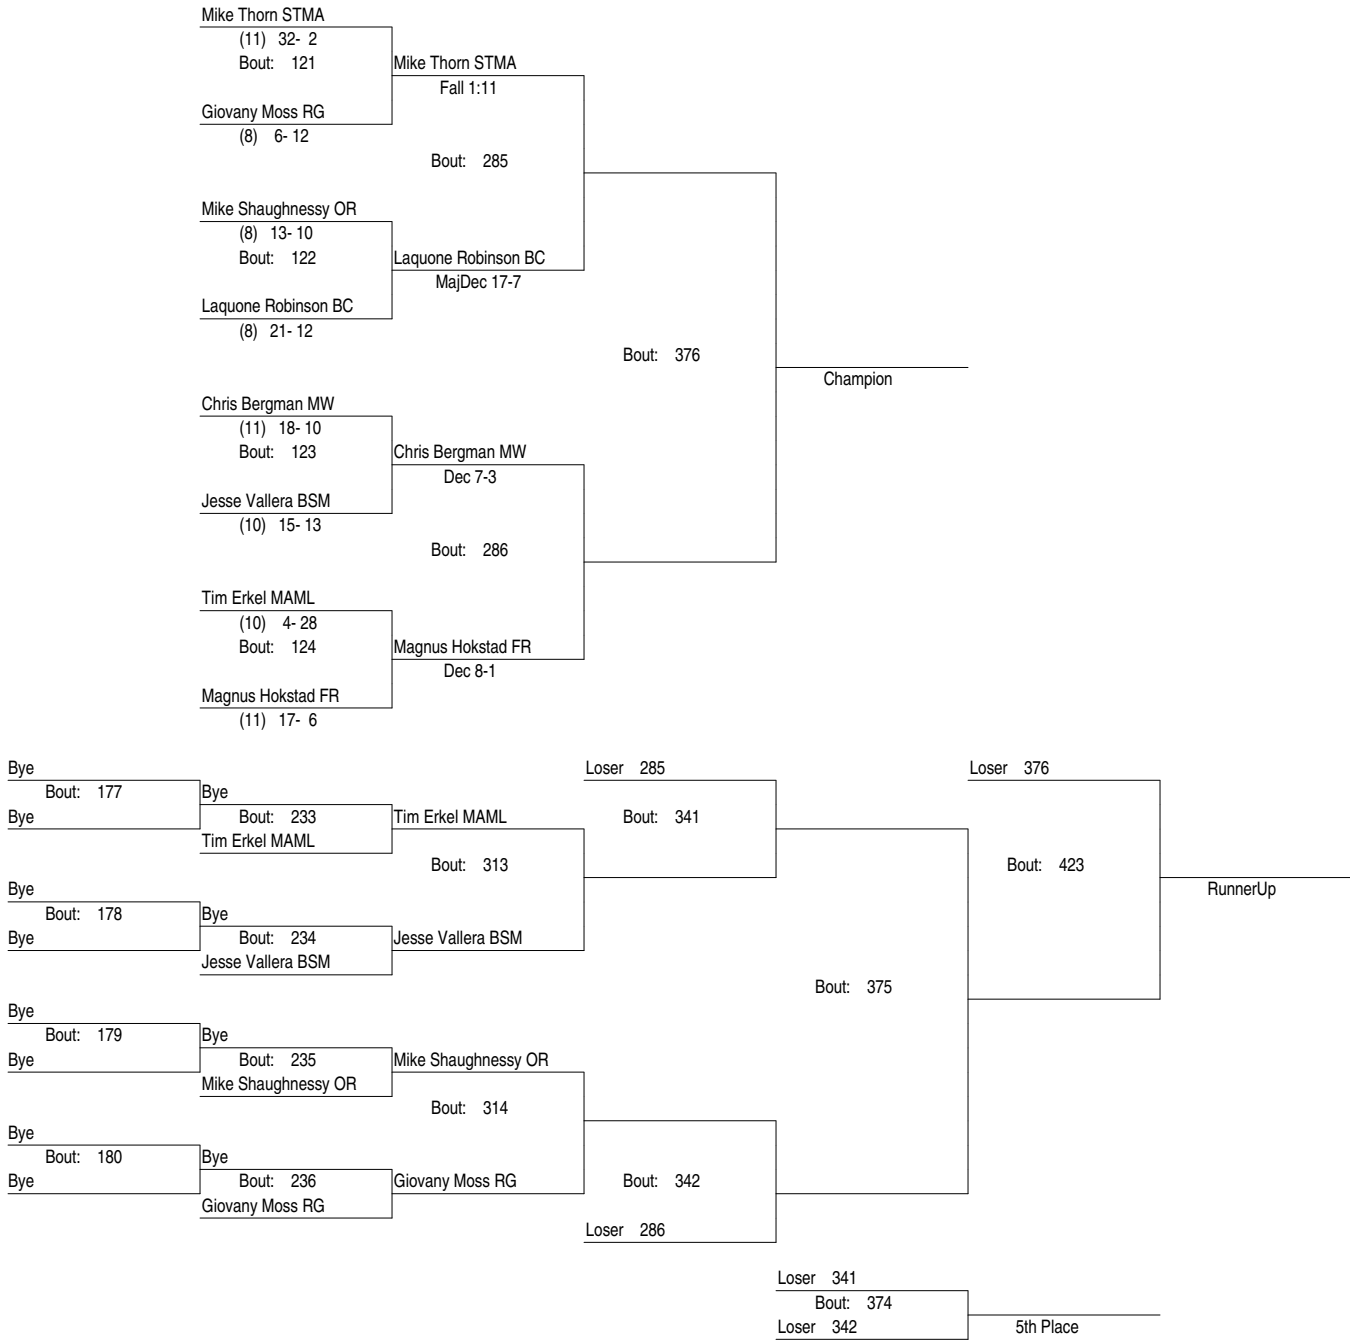 Mike Thorn STMA
(11) 32- 2
Bout: 121
Mike Thorn STMA
Fall 1:11
Giovany Moss RG
(8) 6- 12
Bout: 285
Mike Shaughnessy OR
(8) 13- 10
Bout: 122
Laquone Robinson BC
MajDec 17-7
Laquone Robinson BC
(8) 21- 12
Bout: 376
Champion
Chris Bergman MW
(11) 18- 10
Bout: 123
Chris Bergman MW
Dec 7-3
Jesse Vallera BSM
(10) 15- 13
Bout: 286
Tim Erkel MAML
(10) 4- 28
Bout: 124
Magnus Hokstad FR
Dec 8-1
Magnus Hokstad FR
(11) 17- 6
Bye
Bout: 177
Bye
Bye
Bout: 233
Tim Erkel MAML
Tim Erkel MAML
Bout: 313
Loser 285
Bout: 341
Loser 376
Bout: 423
RunnerUp
Bye
Bout: 178
Bye
Bye
Bout: 234
Jesse Vallera BSM
Jesse Vallera BSM
Bout: 375
Bye
Bout: 179
Bye
Bye
Bout: 235
Mike Shaughnessy OR
Mike Shaughnessy OR
Bout: 314
Bye
Bout: 180
Bye
Bye
Bout: 236
Giovany Moss RG
Giovany Moss RG
Bout: 342
Loser 286
Loser 341
Bout: 374
Loser 342
5th Place